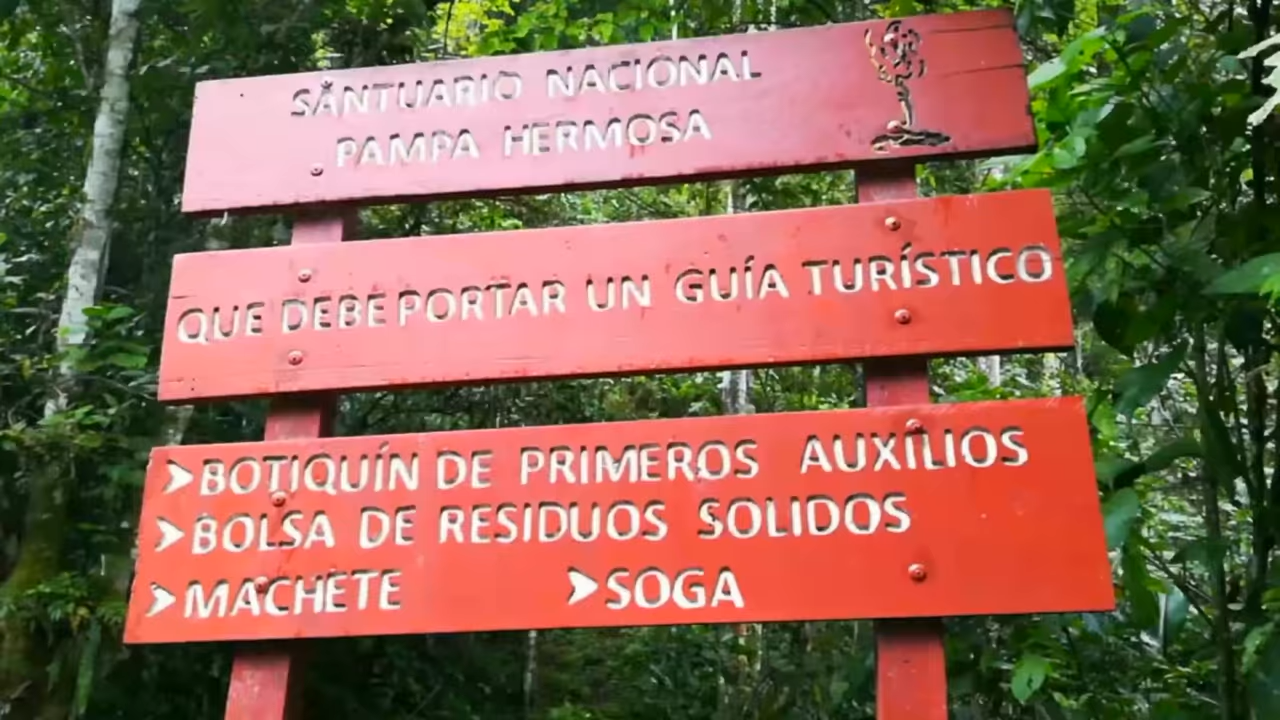 SANTUARIO NACIONAL
PAMPA HERMOSA
QUE DEBE PORTAR UN GUÍA TURÍSTICO
➤BOTIQUÍN DE PRIMEROS AUXILIOS
➤BOLSA DE RESIDUOS SOLIDOS
➤MACHETE ➤SOGA